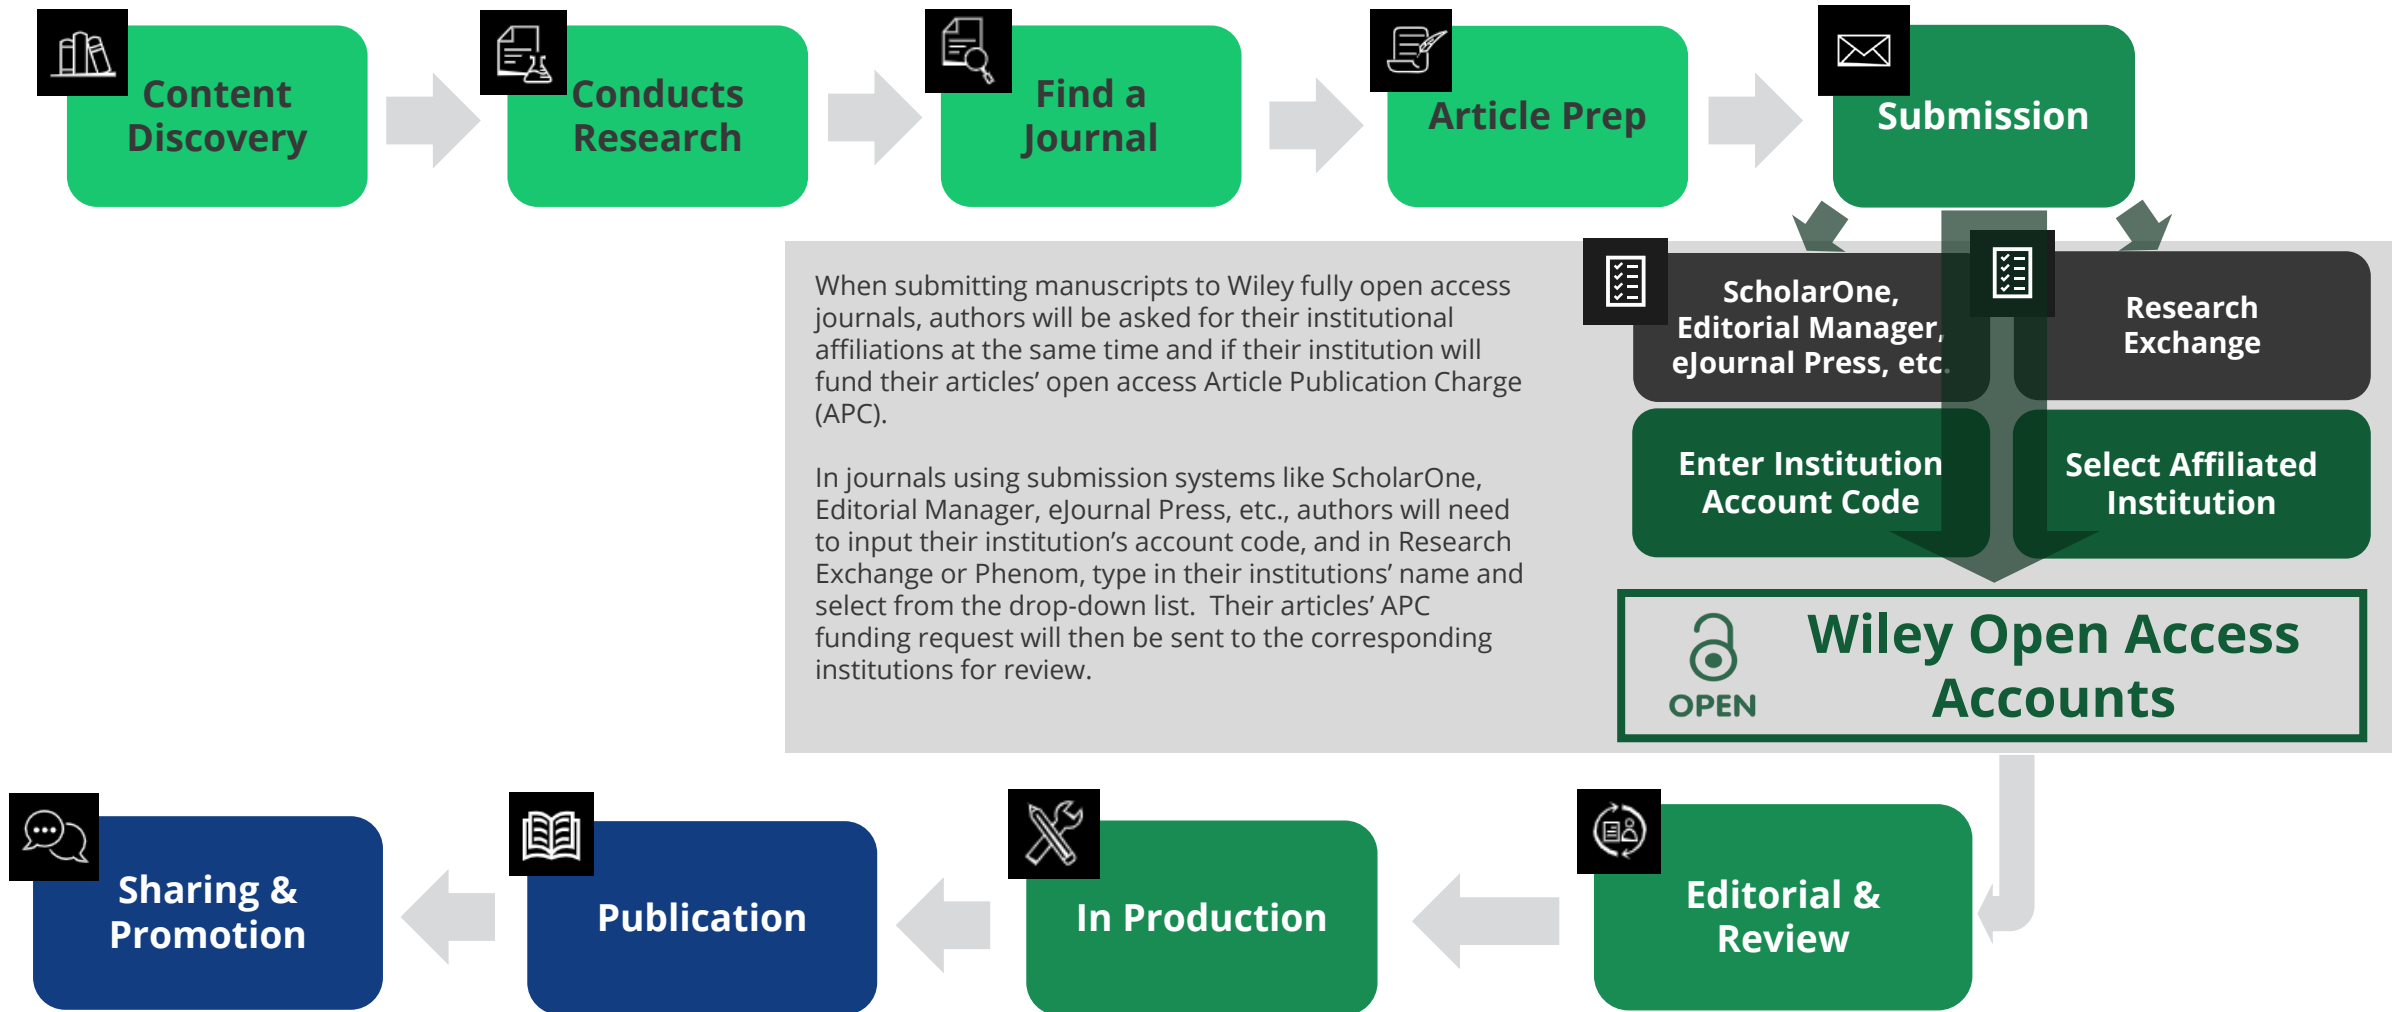 Content
Discovery
Conducts
Research
Find a
Journal
Article Prep
Submission
When submitting manuscripts to Wiley fully open access
journals, authors will be asked for their institutional
affiliations at the same time and if their institution will
fund their articles’ open access Article Publication Charge
(APC).
In journals using submission systems like ScholarOne,
Editorial Manager, eJournal Press, etc., authors will need
to input their institution’s account code, and in Research
Exchange or Phenom, type in their institutions’ name and
select from the drop-down list.  Their articles’ APC
funding request will then be sent to the corresponding
institutions for review.
ScholarOne,
Editorial Manager,
eJournal Press, etc.
Research
Exchange
Enter Institution
Account Code
Select Affiliated
Institution
OPEN
Wiley Open Access
Accounts
Sharing &
Promotion
Publication
In Production
Editorial &
Review